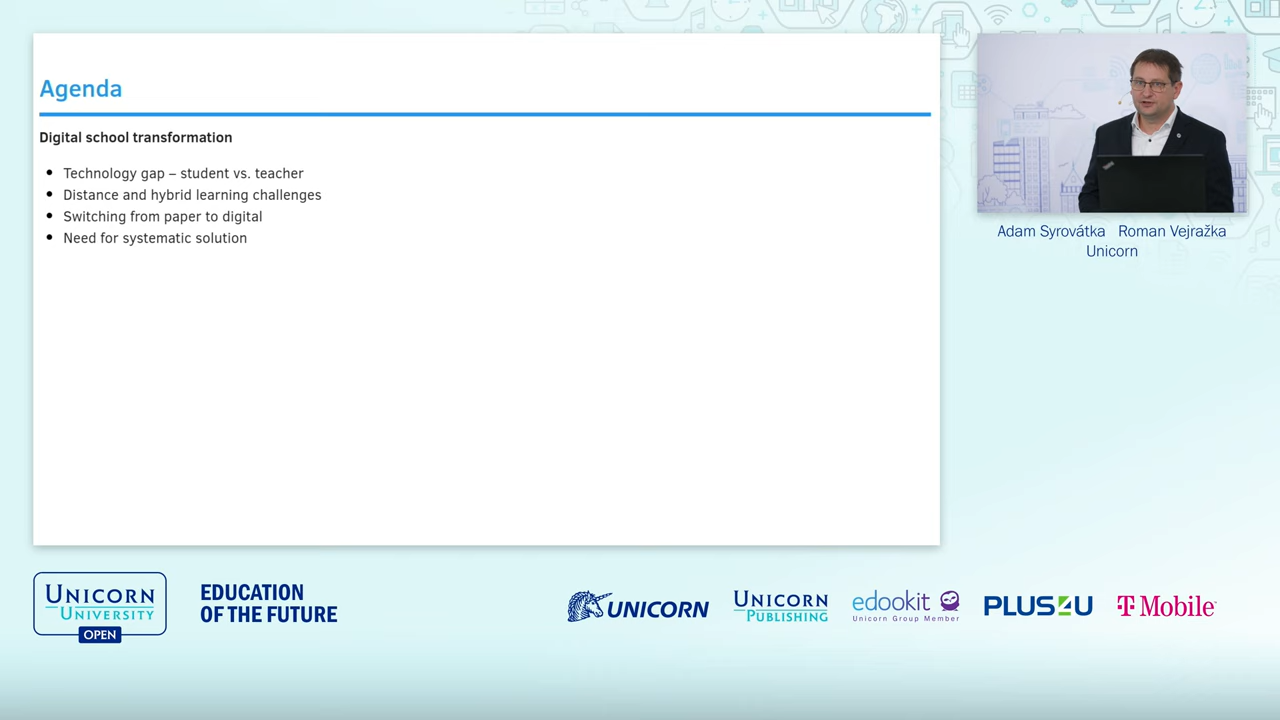 Agenda
Digital school transformation
Technology gap – student vs. teacher
Distance and hybrid learning challenges
Switching from paper to digital
Need for systematic solution
Adam Syrovátka Roman Vejražka
Unicorn
UNICORN
UNIVERSITY
OPEN
EDUCATION
OF THE FUTURE
UNICORN
UNICORN
PUBLISHING
edookit
Unicorn Group Member
PLUS4U
T Mobile